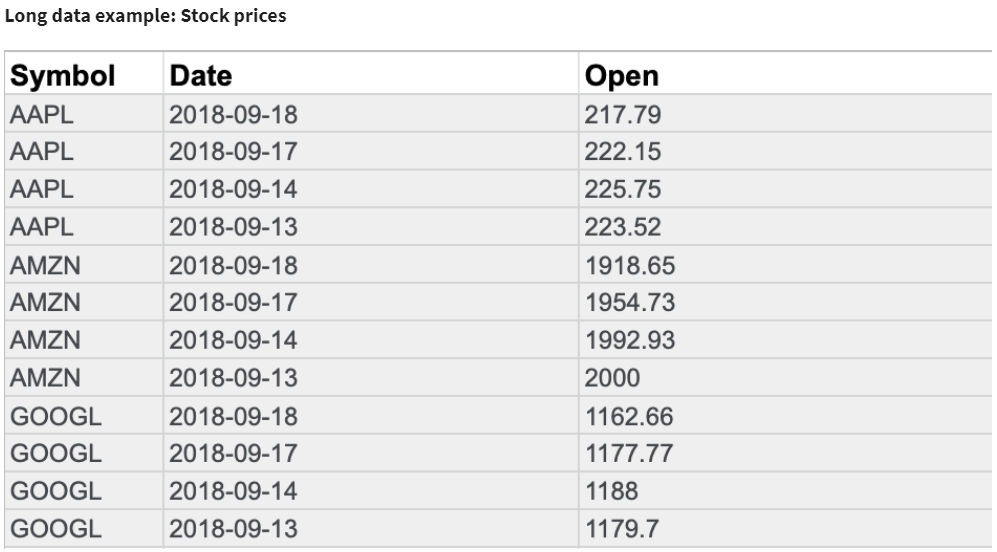 Long data example: Stock prices
Symbol Date Open
AAPL 2018-09-18 217.79
AAPL 2018-09-17 222.15
AAPL 2018-09-14 225.75
AAPL 2018-09-13 223.52
AMZN 2018-09-18 1918.65
AMZN 2018-09-17 1954.73
AMZN 2018-09-14 1992.93
AMZN 2018-09-13 2000
GOOGL 2018-09-18 1162.66
GOOGL 2018-09-17 1177.77
GOOGL 2018-09-14 1188
GOOGL 2018-09-13 1179.7